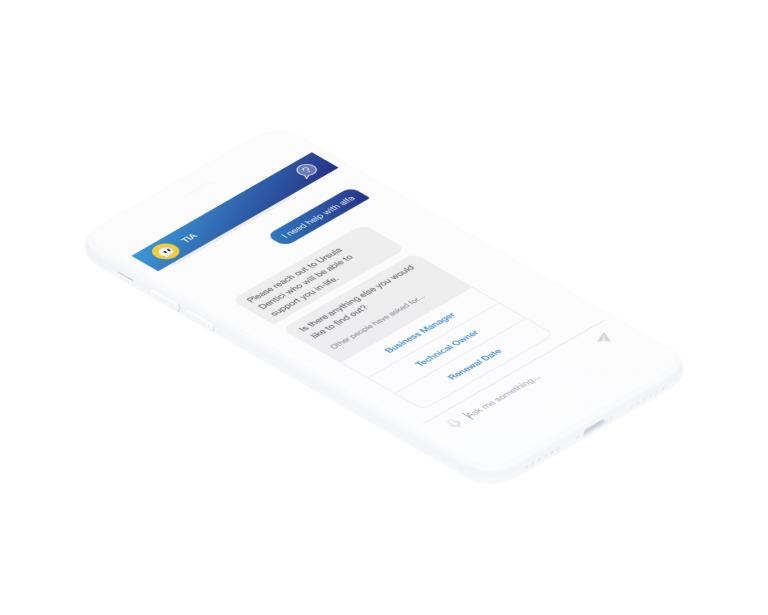 TIA
I need help with alfa
Please reach out to Ursula
Dentici who will be able to
support you in-life.
Is there anything else you would
like to find out?
Other people have asked for...
Business Manager
Technical Owner
Renewal Date
Ask me something...